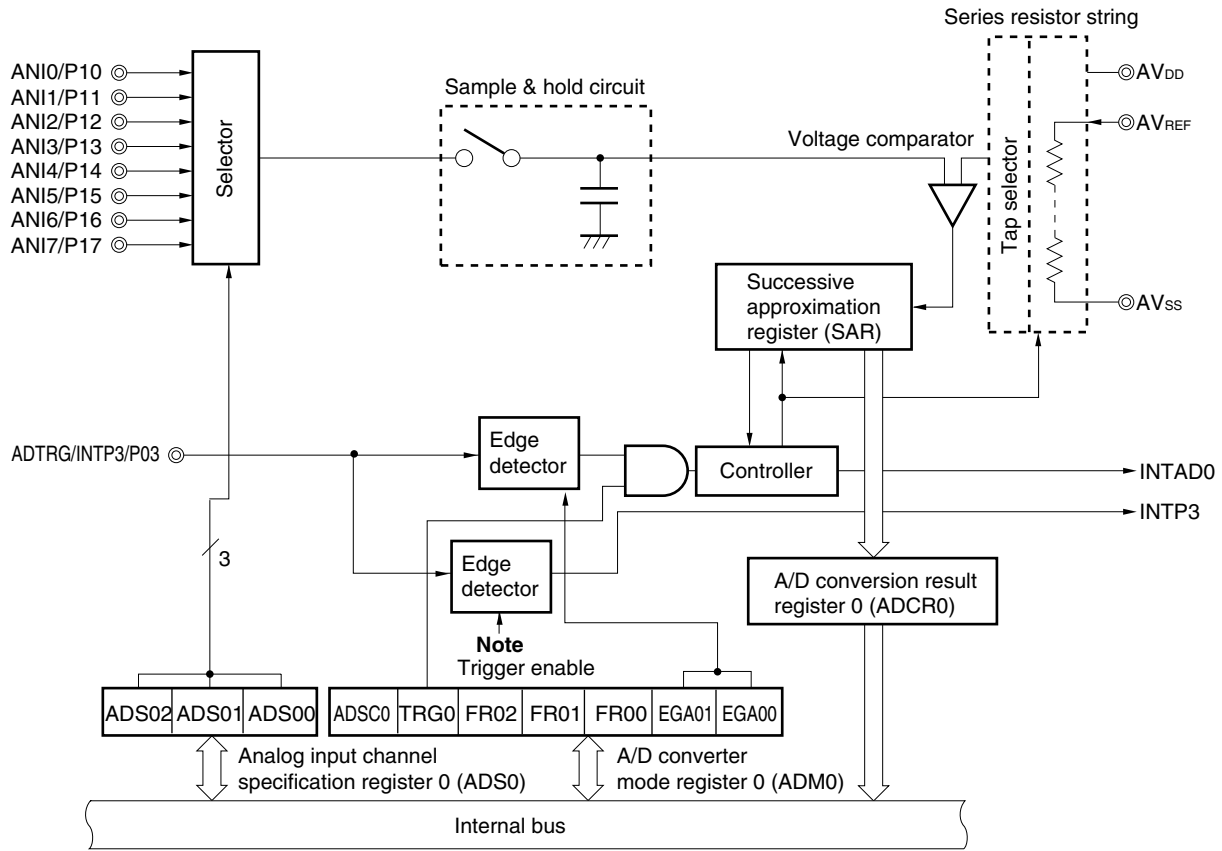 Series resistor string
ANI0/P10
ANI1/P11
ANI2/P12
ANI3/P13
ANI4/P14
ANI5/P15
ANI6/P16
ANI7/P17
Selector
Sample & hold circuit
Voltage comparator
Tap selector
AVDD
AVREF
AVSS
Successive
approximation
register (SAR)
ADTRG/INTP3/P03
Edge
detector
Controller
INTAD0
INTP3
3
Edge
detector
A/D conversion result
register 0 (ADCR0)
Note
Trigger enable
ADS02 ADS01 ADS00
ADSC0 TRG0 FR02 FR01 FR00 EGA01 EGA00
Analog input channel
specification register 0 (ADS0)
A/D converter
mode register 0 (ADM0)
Internal bus